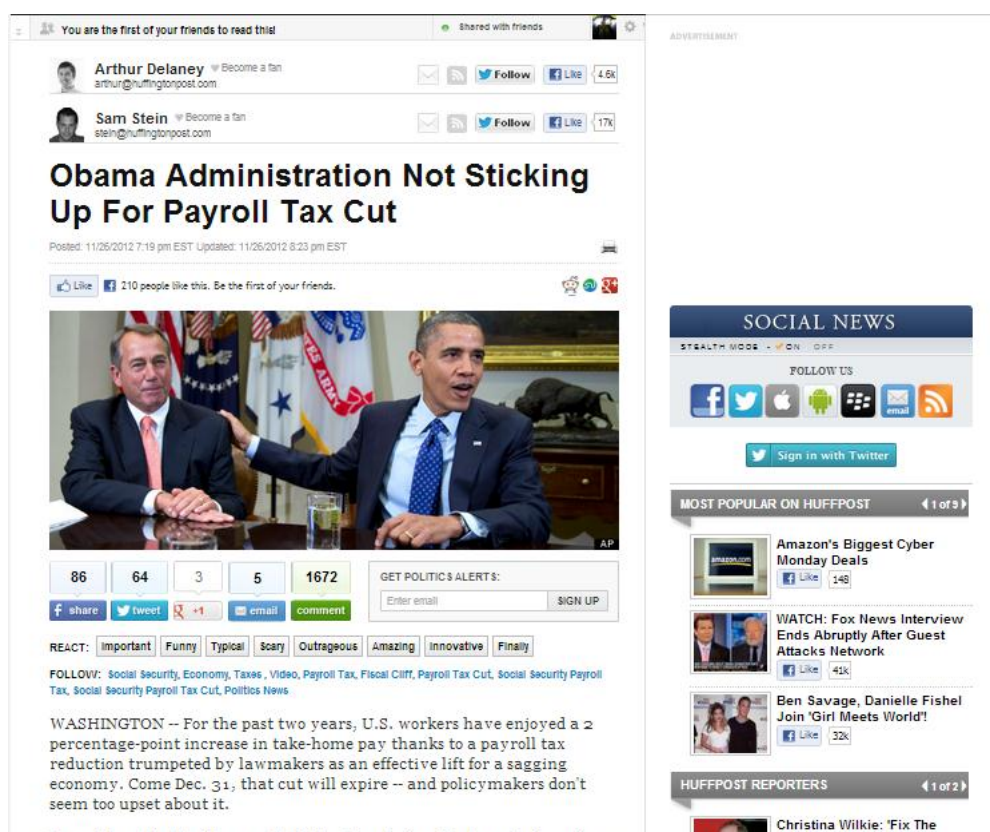 You are the first of your friends to read this!
Shared with friends
Arthur Delaney Become a fan
arthur@huffingtonpost.com
Follow
Like
4.6k
Sam Stein Become a fan
stein@huffingtonpost.com
Follow
Like
17k
Obama Administration Not Sticking
Up For Payroll Tax Cut
Posted: 11/26/2012 7:19 pm EST Updated: 11/26/2012 8:23 pm EST
Like
210 people like this. Be the first of your friends.
ARMY
AP
86 64 3 5 1672
share tweet +1 email comment
GET POLITICS ALERTS:
Enter email SIGN UP
REACT: Important Funny Typical Scary Outrageous Amazing Innovative Finally
FOLLOW: Social Security, Economy, Taxes , Video, Payroll Tax, Fiscal Cliff, Payroll Tax Cut, Social Security Payroll
Tax, Social Security Payroll Tax Cut, Politics News
WASHINGTON -- For the past two years, U.S. workers have enjoyed a 2
percentage-point increase in take-home pay thanks to a payroll tax
reduction trumpeted by lawmakers as an effective lift for a sagging
economy. Come Dec. 31, that cut will expire -- and policymakers don't
seem too upset about it.
ADVERTISEMENT
SOCIAL NEWS
STEALTH MODE - ON OFF
FOLLOW US
email
Sign in with Twitter
MOST POPULAR ON HUFFPOST 1 of 9
amazon.com
Amazon's Biggest Cyber
Monday Deals
Like 148
WATCH: Fox News Interview
Ends Abruptly After Guest
Attacks Network
Like 41k
Ben Savage, Danielle Fishel
Join 'Girl Meets World'!
Like 32k
HUFFPOST REPORTERS 1 of 2
Christina Wilkie: 'Fix The